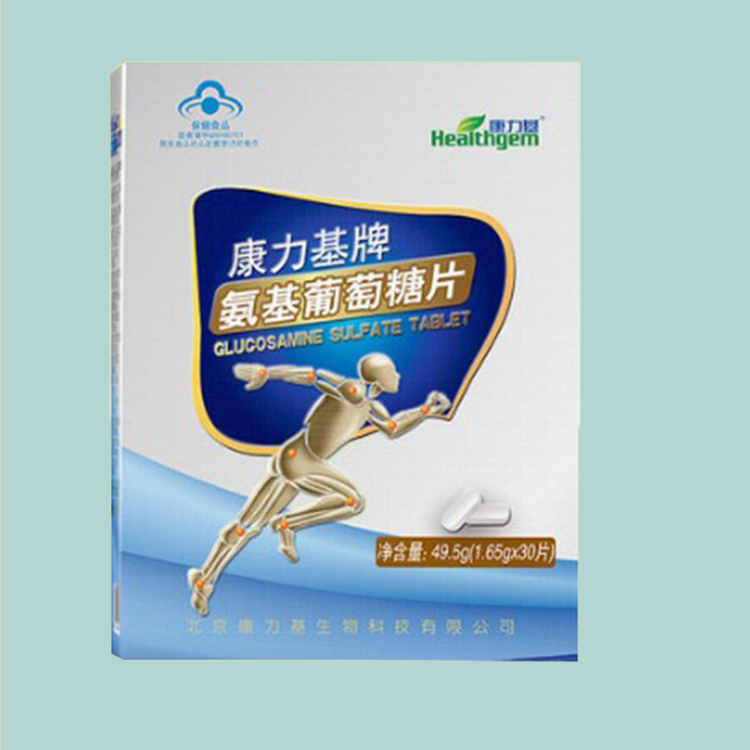 保健食品
康力基
Healthgem
康力基牌
氨基葡萄糖片
GLUCOSAMINE SULFATE TABLET
净含量: 49.5g(1.65gx30片)
北京康力基生物科技有限公司